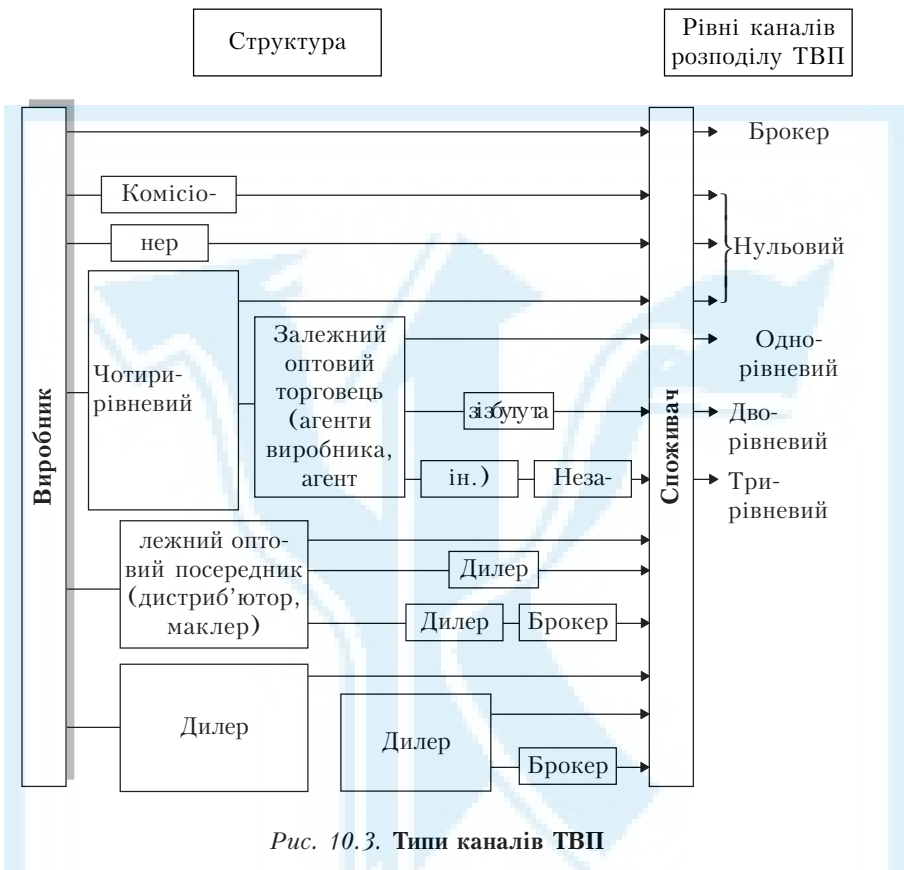 Структура
Рівні каналів
розподілу ТВП
Виробник
Споживач
Брокер
Комісіо-
нер
Нульовий
Чотири-
рівневий
Залежний
оптовий
торговець
(агенти
виробника,
агент
ін.)
Неза-
Одно-
рівневий
Дво-
рівневий
Три-
рівневий
лежний опто-
вий посередник
(дистриб’ютор,
маклер)
Дилер
Дилер
Брокер
Дилер
Дилер
Брокер
Рис. 10.3. Типи каналів ТВП